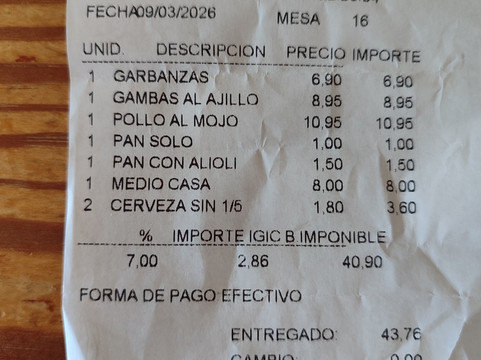 FECHA09/03/2026 MESA 16
UNID. DESCRIPCION PRECIO IMPORTE
1 GARBANZAS 6,90 6,90
1 GAMBAS AL AJILLO 8,95 8,95
1 POLLO AL MOJO 10,95 10,95
1 PAN SOLO 1,00 1,00
1 PAN CON ALIOLI 1,50 1,50
1 MEDIO CASA 8,00 8,00
2 CERVEZA SIN 1/5 1,80 3,60
% IMPORTE IGIC B.IMPONIBLE
7,00 2,86 40,90
FORMA DE PAGO:EFECTIVO
ENTREGADO: 43,76
CAMBIO: 0,00